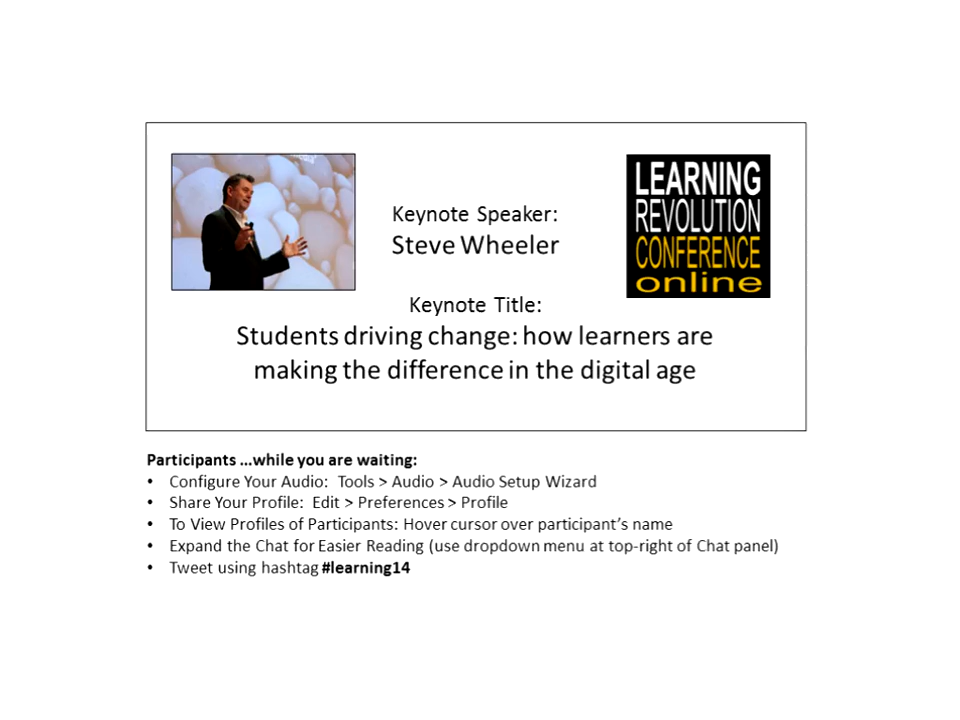 Keynote Speaker:
Steve Wheeler
LEARNING
REVOLUTION
CONFERENCE
online
Keynote Title:
Students driving change: how learners are
making the difference in the digital age
Participants ...while you are waiting:
• Configure Your Audio: Tools > Audio > Audio Setup Wizard
• Share Your Profile: Edit > Preferences > Profile
• To View Profiles of Participants: Hover cursor over participant's name
• Expand the Chat for Easier Reading (use dropdown menu at top-right of Chat panel)
• Tweet using hashtag #learning14